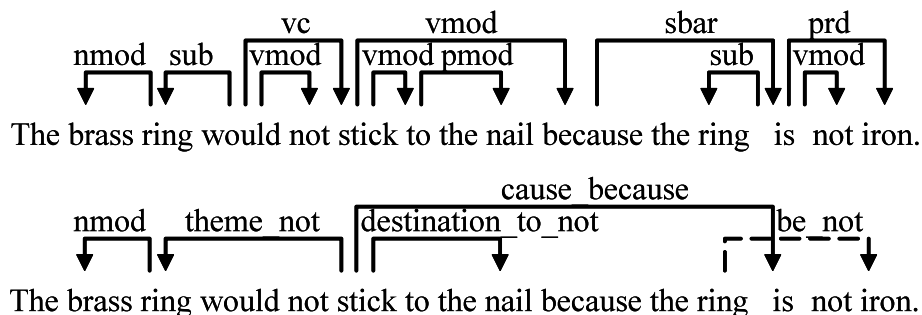 vc vmod sbar prd
nmod sub vmod vmod pmod sub vmod
The brass ring would not stick to the nail because the ring is not iron.
cause_because
nmod theme_not destination_to_not be_not
The brass ring would not stick to the nail because the ring is not iron.